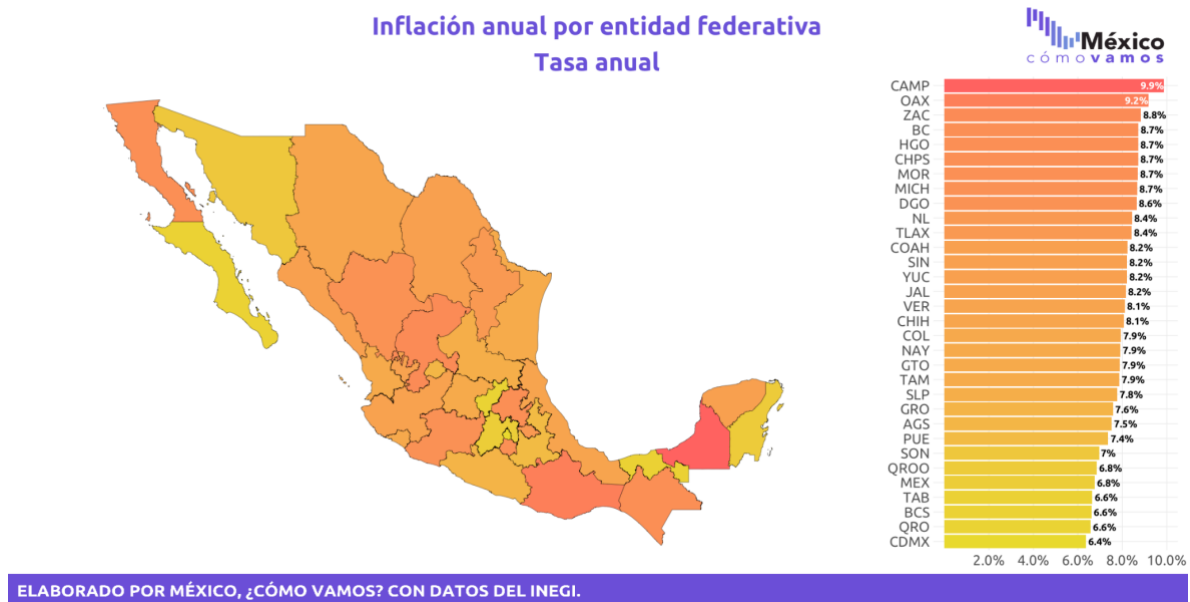 Inflación anual por entidad federativa
Tasa anual
México
cómo vamos
CAMP 9.9%
OAX 9.2%
ZAC 8.8%
BC 8.7%
HGO 8.7%
CHPS 8.7%
MOR 8.7%
MICH 8.7%
DGO 8.6%
NL 8.4%
TLAX 8.4%
COAH 8.2%
SIN 8.2%
YUC 8.2%
JAL 8.2%
VER 8.1%
CHIH 8.1%
COL 7.9%
NAY 7.9%
GTO 7.9%
TAM 7.9%
SLP 7.8%
GRO 7.6%
AGS 7.5%
PUE 7.4%
SON 7%
QROO 6.8%
MEX 6.8%
TAB 6.6%
BCS 6.6%
QRO 6.6%
CDMX 6.4%
2.0% 4.0% 6.0% 8.0% 10.0%
ELABORADO POR MÉXICO, ¿CÓMO VAMOS? CON DATOS DEL INEGI.